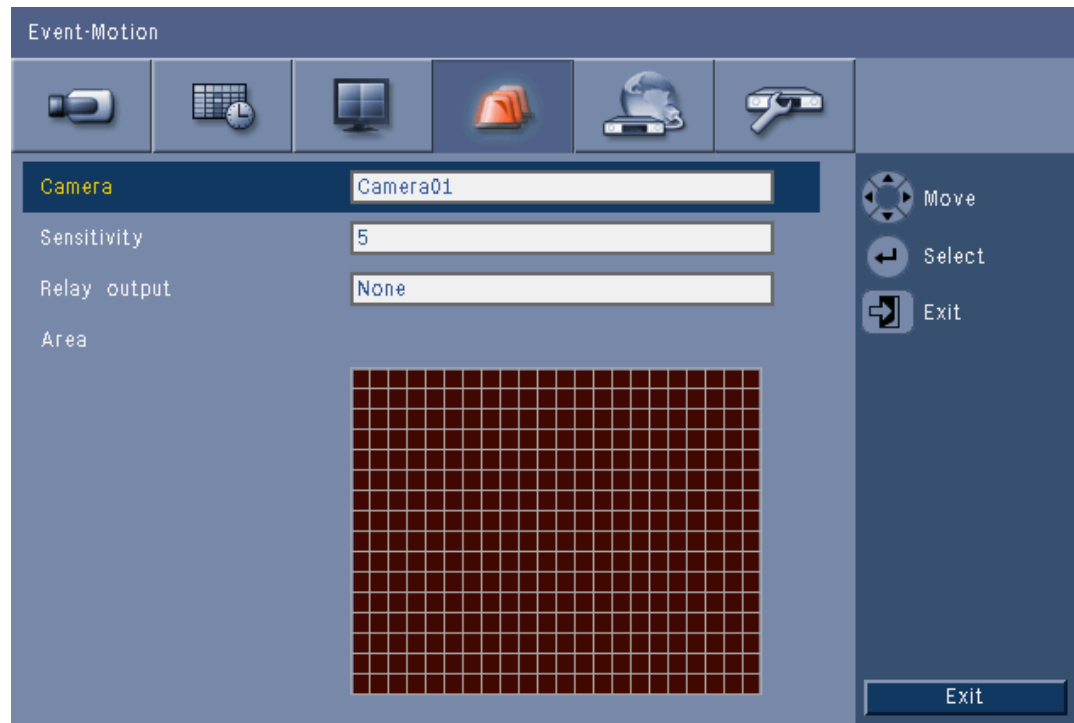 Event-Motion
Camera Camera01
Sensitivity 5
Relay output None
Area
Move
Select
Exit
Exit